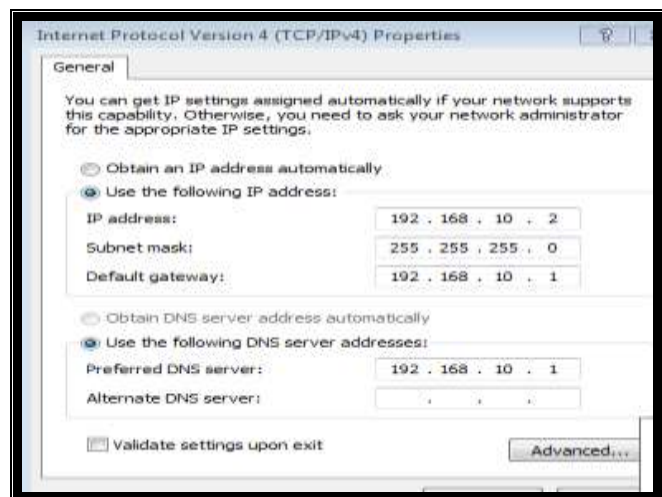 Internet Protocol Version 4 (TCP/IPv4) Properties
General
You can get IP settings assigned automatically if your network supports
this capability. Otherwise, you need to ask your network administrator
for the appropriate IP settings.
Obtain an IP address automatically
Use the following IP address:
IP address: 192 . 168 . 10 . 2
Subnet mask: 255 . 255 . 255 . 0
Default gateway: 192 . 168 . 10 . 1
Obtain DNS server address automatically
Use the following DNS server addresses:
Preferred DNS server: 192 . 168 . 10 . 1
Alternate DNS server: . . .
Validate settings upon exit
Advanced...